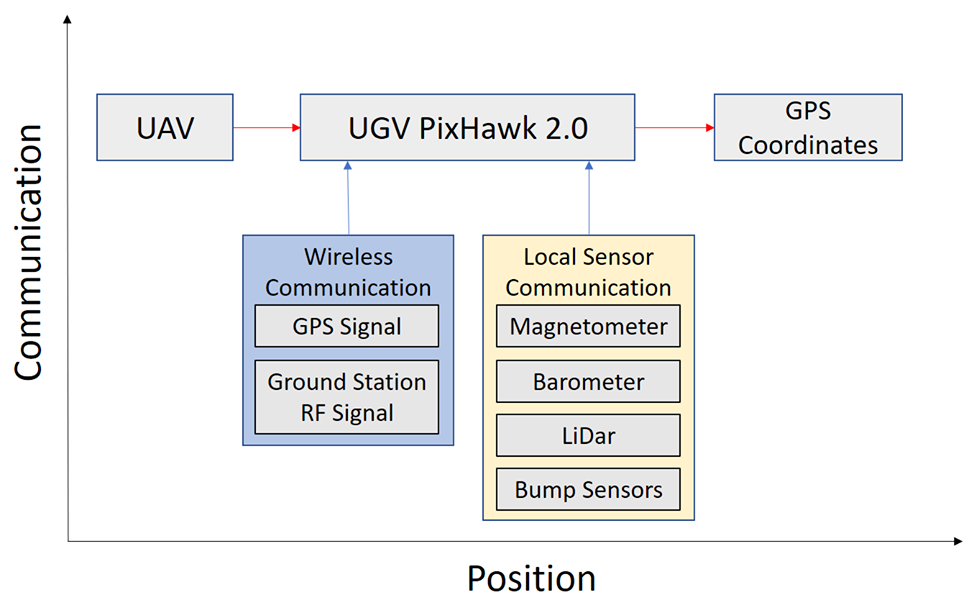 Communication
UAV
UGV PixHawk 2.0
GPS
Coordinates
Wireless
Communication
GPS Signal
Ground Station
RF Signal
Local Sensor
Communication
Magnetometer
Barometer
LiDar
Bump Sensors
Position